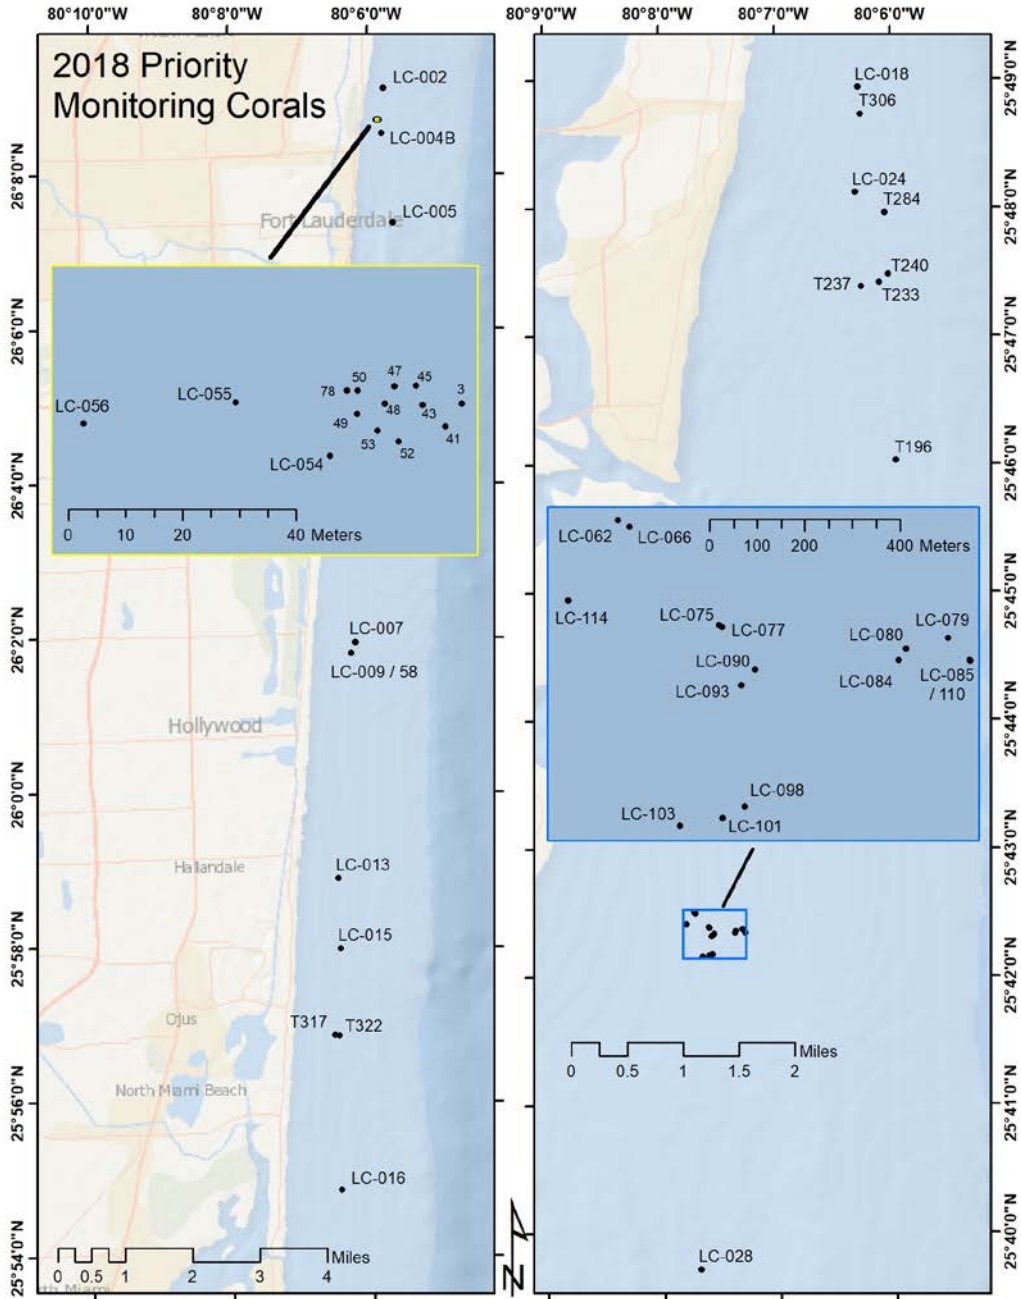 80°10'0"W 80°8'0"W 80°6'0"W
80°9'0"W 80°8'0"W 80°7'0"W 80°6'0"W
2018 Priority
Monitoring Corals
LC-002
LC-004B
26°8'0"N
Fort Lauderdale
LC-005
26°6'0"N
LC-056
LC-055
78
50
47
45
3
49
48
43
53
52
41
LC-054
0 10 20 40 Meters
26°4'0"N
26°2'0"N
LC-007
LC-009 / 58
Hollywood
26°0'0"N
Hallandale
LC-013
25°58'0"N
LC-015
Ojus
T317
T322
North Miami Beach
25°56'0"N
LC-016
25°54'0"N
0 0.5 1 2 3 4 Miles
th Miami
N
25°49'0"N
LC-018
T306
LC-024
25°48'0"N
T284
T240
T237
T233
25°47'0"N
T196
25°46'0"N
LC-062
LC-066
0 100 200 400 Meters
25°45'0"N
LC-114
LC-075
LC-077
LC-079
LC-080
LC-090
LC-084
LC-085
/ 110
LC-093
25°44'0"N
LC-098
LC-103
LC-101
25°43'0"N
25°42'0"N
0 0.5 1 1.5 2 Miles
25°41'0"N
25°40'0"N
LC-028